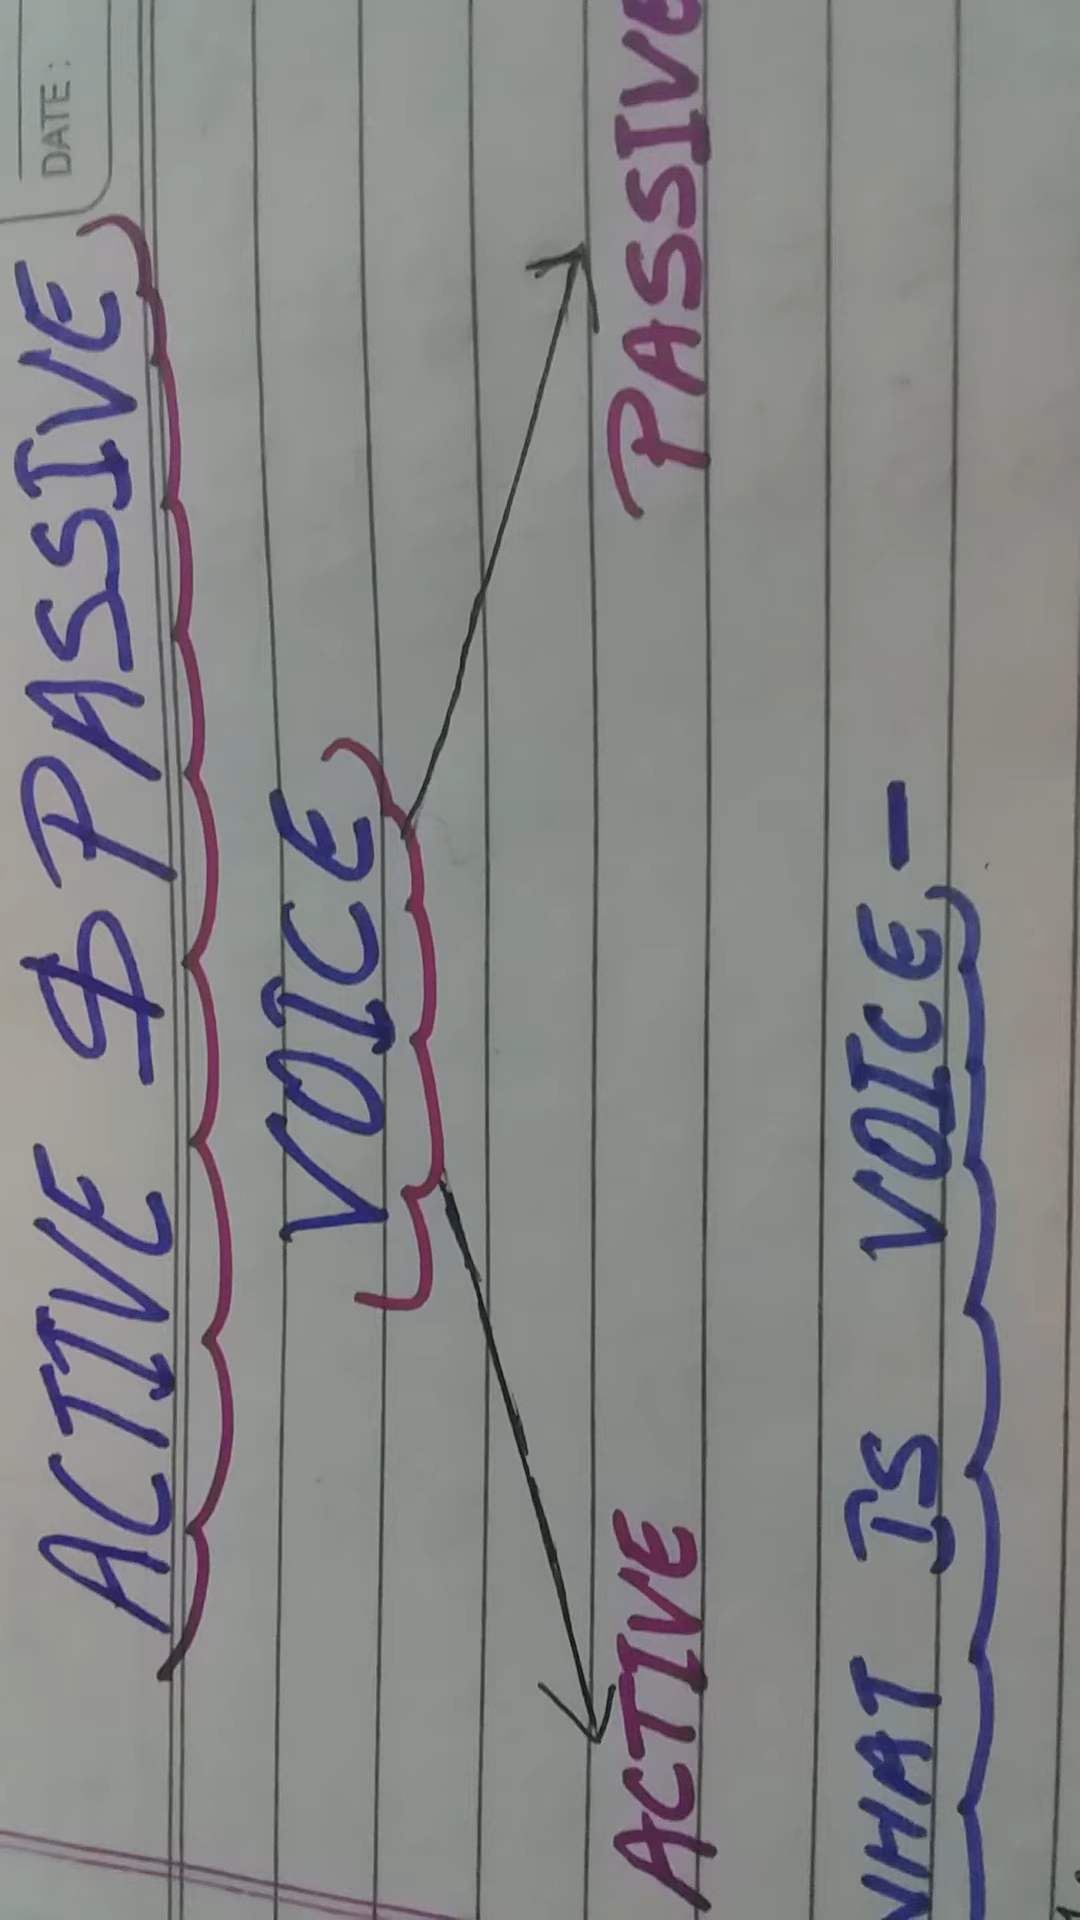 DATE:
ACTIVE & PASSIVE
VOICE
ACTIVE PASSIVE
WHAT IS VOICE -